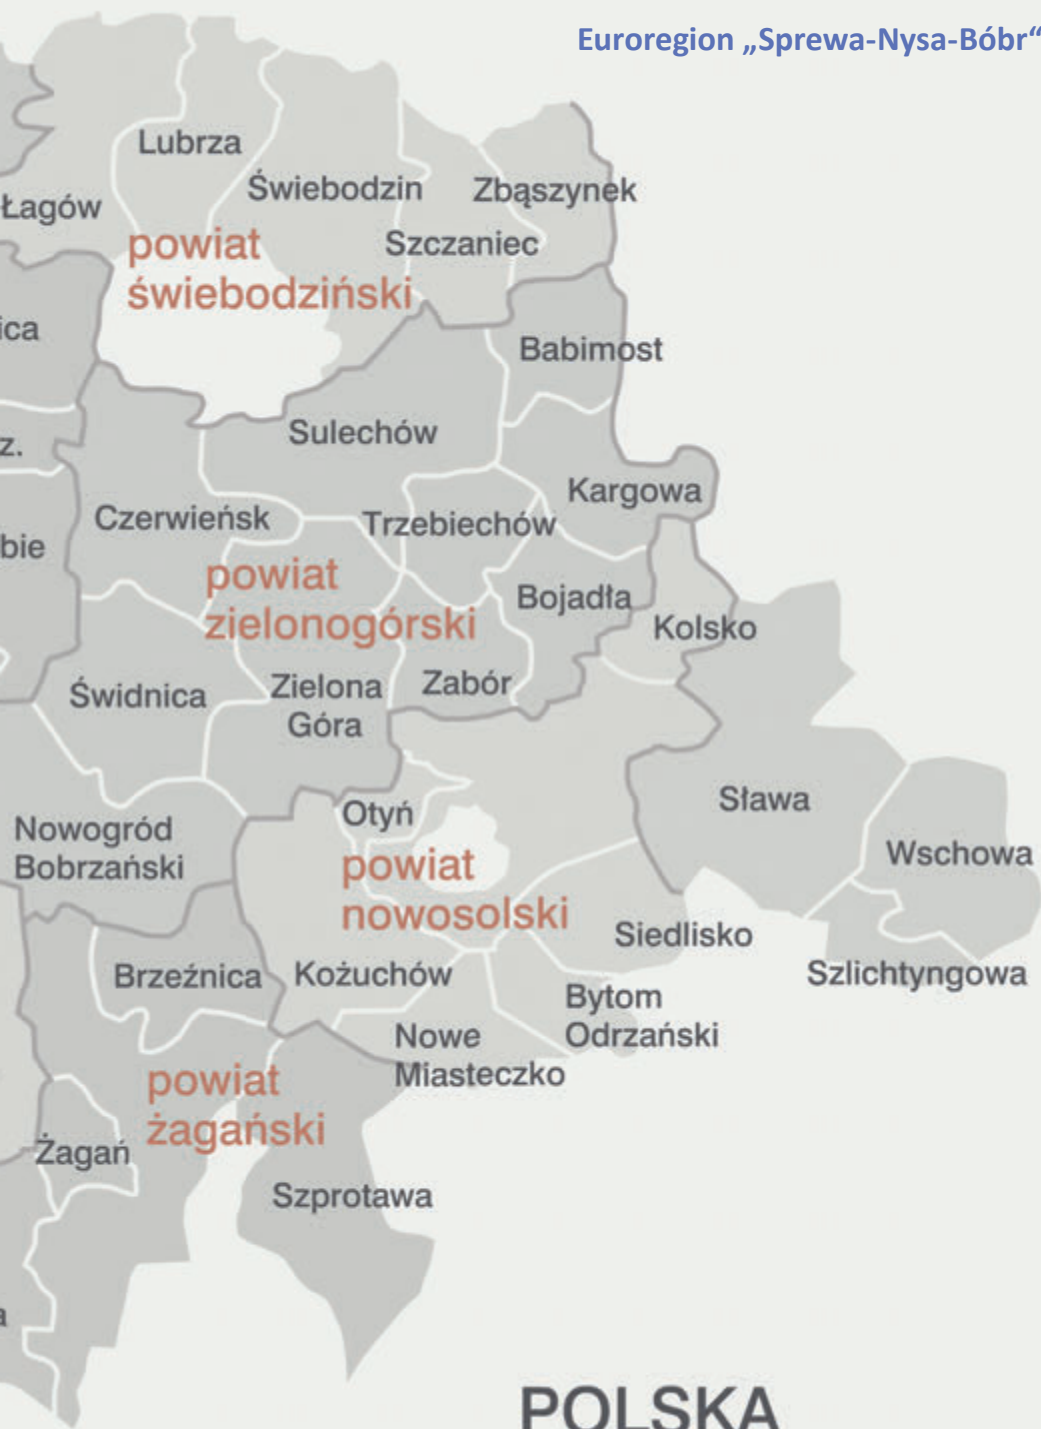 Euroregion „Sprewa-Nysa-Bóbr“
Lubrza
Świebodzin
Zbąszynek
Łagów
powiat
świebodziński
Szczaniec
ica
Babimost
Sulechów
z.
Kargowa
Czerwieńsk
Trzebiechów
bie
powiat
zielonogórski
Bojadła
Kolsko
Świdnica
Zielona
Góra
Zabór
Otyń
Sława
Nowogród
Bobrzański
powiat
nowosolski
Wschowa
Siedlisko
Szlichtyngowa
Brzeźnica
Kożuchów
Bytom
Odrzański
Nowe
Miasteczko
powiat
żagański
Żagań
Szprotawa
a
POLSKA